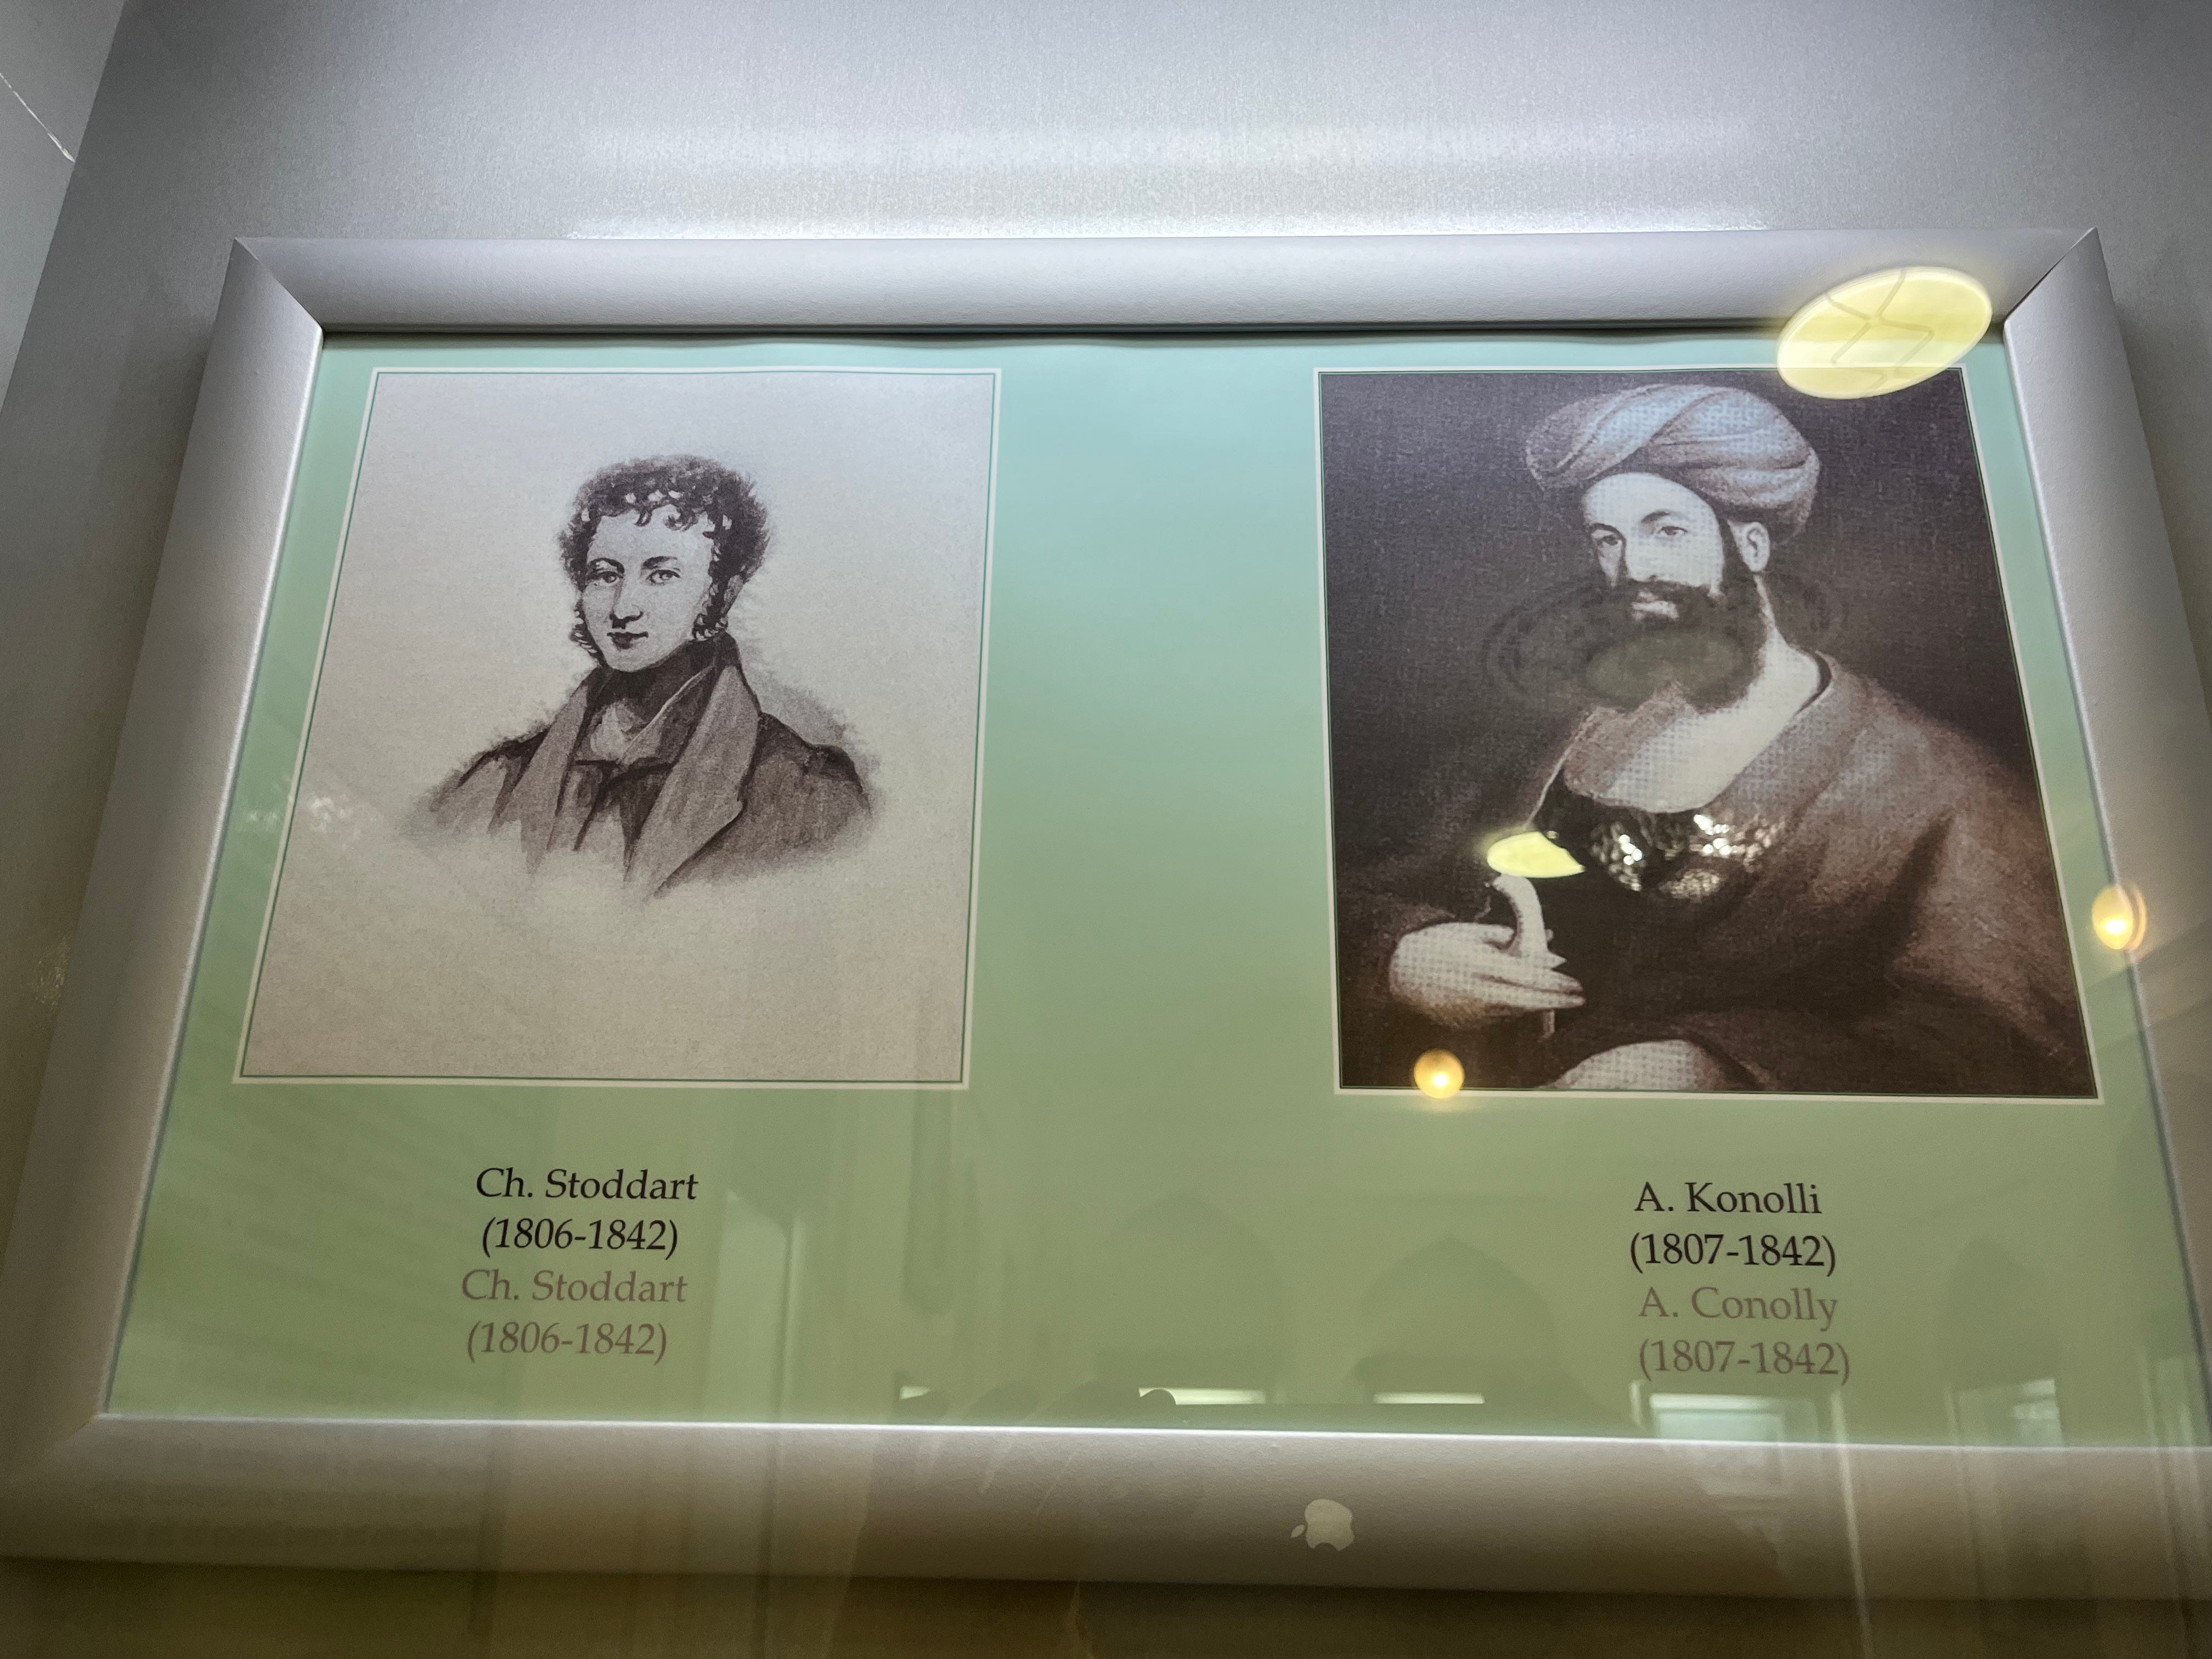 Ch. Stoddart
(1806-1842)
Ch. Stoddart
(1806-1842)
A. Konolli
(1807-1842)
A. Conolly
(1807-1842)